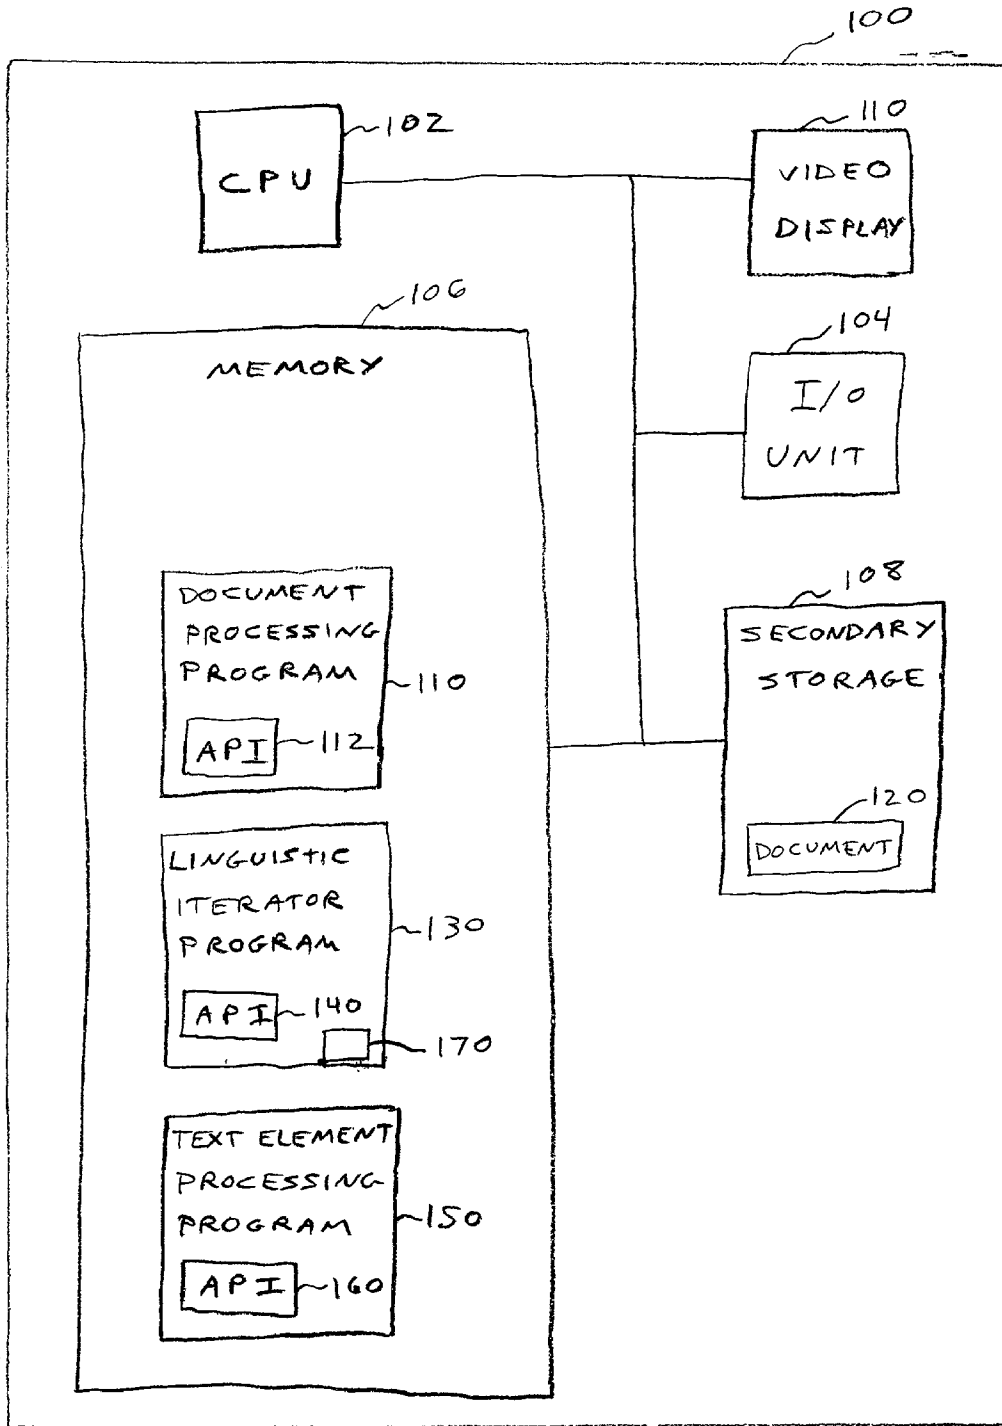 100
102
CPU
110
VIDEO
DISPLAY
106
MEMORY
104
I/O
UNIT
DOCUMENT
PROCESSING
PROGRAM
110
API
112
108
SECONDARY
STORAGE
120
DOCUMENT
LINGUISTIC
ITERATOR
PROGRAM
130
API
140
170
TEXT ELEMENT
PROCESSING
PROGRAM
150
API
160